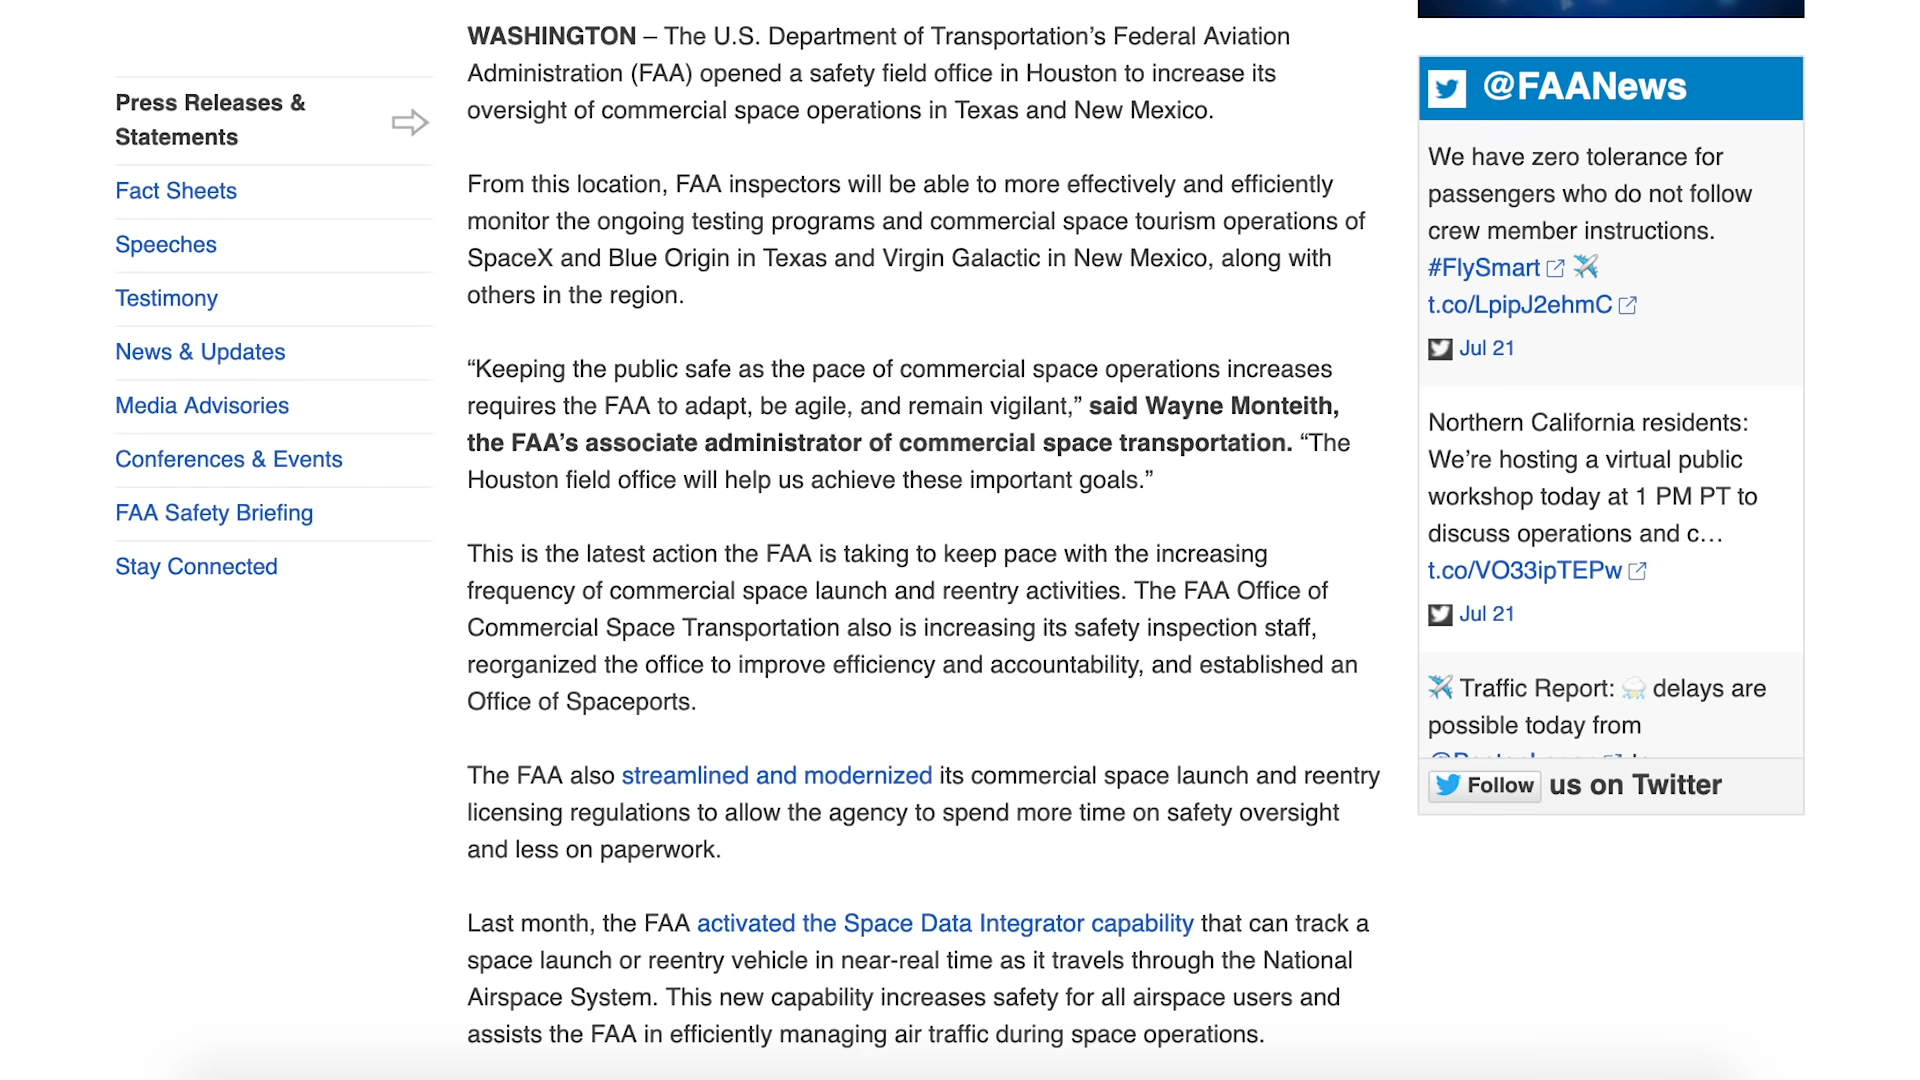 Press Releases &
Statements
Fact Sheets
Speeches
Testimony
News & Updates
Media Advisories
Conferences & Events
FAA Safety Briefing
Stay Connected
WASHINGTON – The U.S. Department of Transportation’s Federal Aviation
Administration (FAA) opened a safety field office in Houston to increase its
oversight of commercial space operations in Texas and New Mexico.
From this location, FAA inspectors will be able to more effectively and efficiently
monitor the ongoing testing programs and commercial space tourism operations of
SpaceX and Blue Origin in Texas and Virgin Galactic in New Mexico, along with
others in the region.
“Keeping the public safe as the pace of commercial space operations increases
requires the FAA to adapt, be agile, and remain vigilant,” said Wayne Monteith,
the FAA’s associate administrator of commercial space transportation. “The
Houston field office will help us achieve these important goals.”
This is the latest action the FAA is taking to keep pace with the increasing
frequency of commercial space launch and reentry activities. The FAA Office of
Commercial Space Transportation also is increasing its safety inspection staff,
reorganized the office to improve efficiency and accountability, and established an
Office of Spaceports.
The FAA also streamlined and modernized its commercial space launch and reentry
licensing regulations to allow the agency to spend more time on safety oversight
and less on paperwork.
Last month, the FAA activated the Space Data Integrator capability that can track a
space launch or reentry vehicle in near-real time as it travels through the National
Airspace System. This new capability increases safety for all airspace users and
assists the FAA in efficiently managing air traffic during space operations.
@FAANews
We have zero tolerance for
passengers who do not follow
crew member instructions.
#FlySmart
t.co/LpipJ2ehmC
Jul 21
Northern California residents:
We’re hosting a virtual public
workshop today at 1 PM PT to
discuss operations and c…
t.co/VO33ipTEPw
Jul 21
Traffic Report: delays are
possible today from
Follow us on Twitter